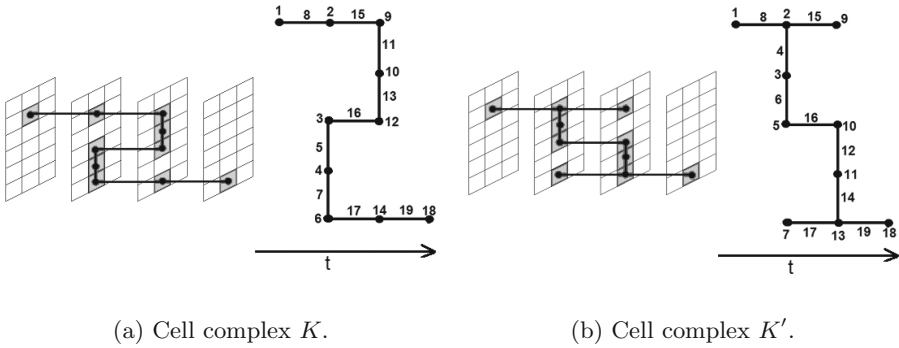 1 8 2 15 9
11
10
13
3 16 12
5
4
7
6 17 14 19 18
t
(a) Cell complex K.
1 8 2 15 9
4
3
6
5 16 10
12
11
14
7 17 13 19 18
t
(b) Cell complex K′.